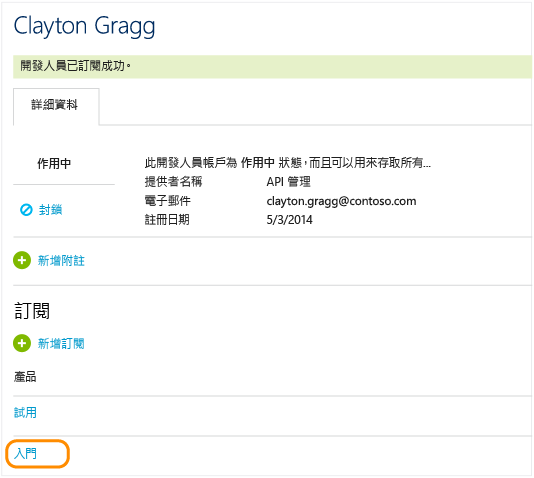 Clayton Gragg
開發人員已訂閱成功。
詳細資料
作用中
此開發人員帳戶為 作用中 狀態，而且可以用來存取所有...
提供者名稱 API 管理
封鎖
電子郵件 clayton.gragg@contoso.com
註冊日期 5/3/2014
新增附註
訂閱
新增訂閱
產品
試用
入門